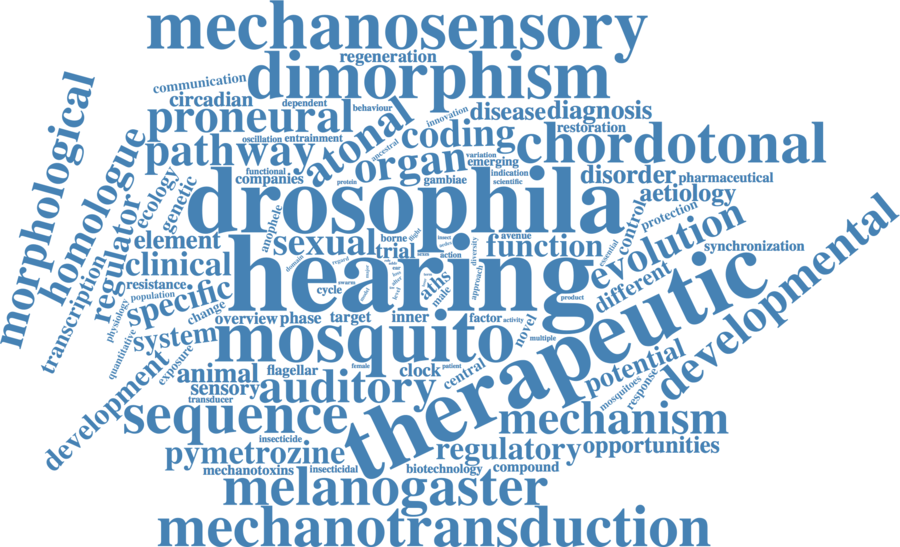 mechanosensory
regeneration
communication
dimorphism
circadian
dependent
behaviour
innovation
disease
diagnosis
proneural
atonal
coding
restoration
oscillation
entrainment
ancestral
chordotonal
pathway
organ
variation
emerging
functional
companies
protein
gambiae
indication
scientific
disorder
pharmaceutical
morphological
homologue
ecology
genetic
drosophila
aetiology
control
protection
regulator
anophele
element
sexual
borne
flight
trial
avenue
action
diversity
function
essential
evolution
synchronization
transcription
clinical
domain
regard
hearing
approach
different
developmental
resistance
population
physiology
specific
change
cycle
swarm
aths
male
level
product
therapeutic
overview
phase
target
inner
factor
activity
novel
multiple
quantitative
system
mosquito
exposure
development
animal
flagellar
female
clock
patient
central
potential
mosquitoes
response
sensory
transducer
auditory
sequence
mechanism
insecticide
pymetrozine
regulatory
opportunities
mechanotoxins
insecticidal
biotechnology
compound
melanogaster
mechanotransduction